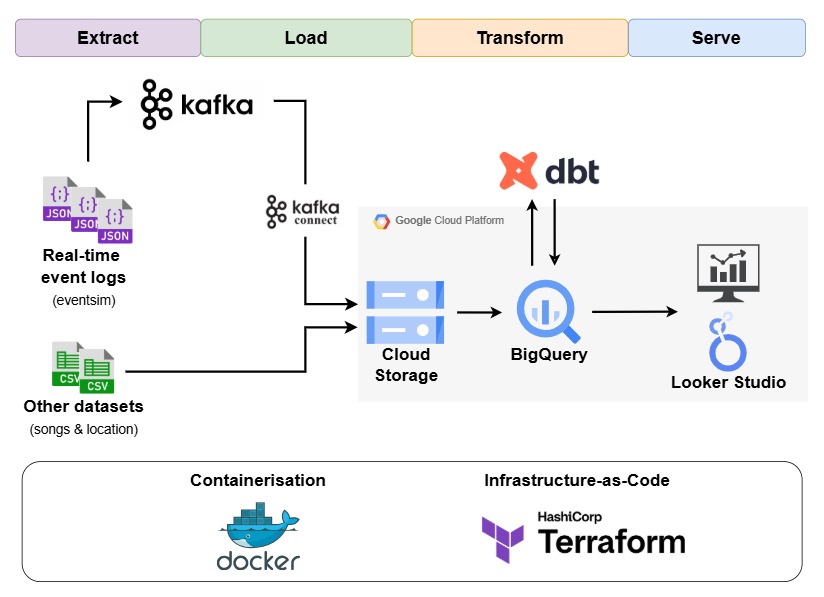 Extract
Load
Transform
Serve
kafka
JSON
JSON
JSON
Real-time
event logs
(eventsim)
kafka
connect
dbt
Google Cloud Platform
Cloud
Storage
BigQuery
Looker Studio
CSV
CSV
Other datasets
(songs & location)
Containerisation
docker
Infrastructure-as-Code
HashiCorp
Terraform